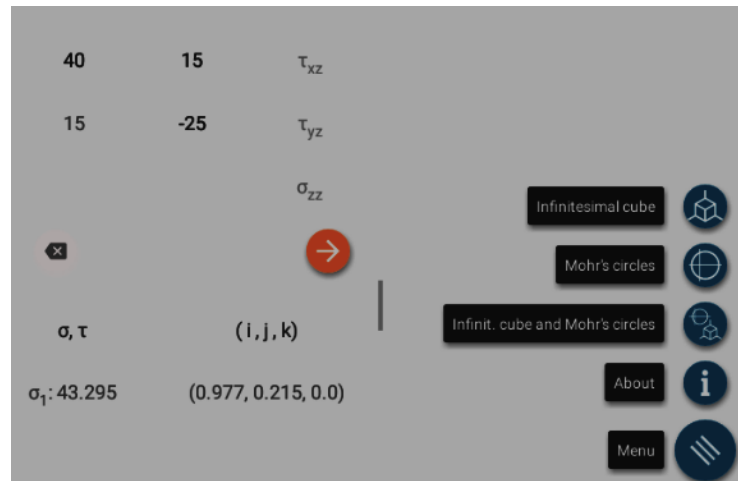 40 15 τxz
15 -25 τyz
σzz
Infinitesimal cube
Mohr's circles
Infinit. cube and Mohr's circles
σ, τ (i,j,k)
About
σ1: 43.295 (0.977, 0.215, 0.0)
Menu